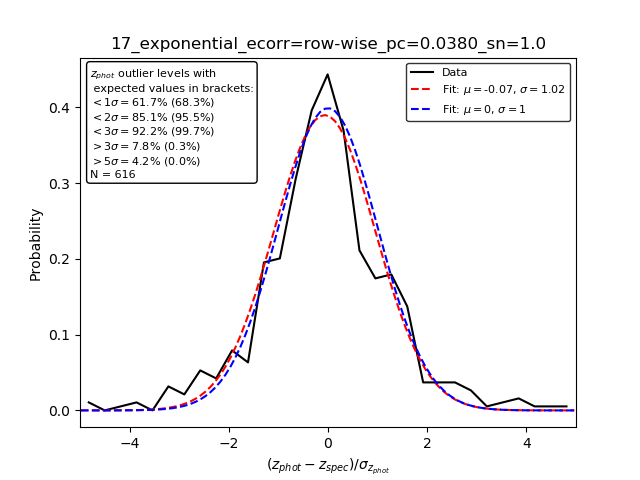 17_exponential_ecorr=row-wise_pc=0.0380_sn=1.0
z_phot outlier levels with
expected values in brackets:
<1σ = 61.7% (68.3%)
<2σ = 85.1% (95.5%)
<3σ = 92.2% (99.7%)
>3σ = 7.8% (0.3%)
>5σ = 4.2% (0.0%)
N = 616
Data
Fit: μ = -0.07, σ = 1.02
Fit: μ = 0, σ = 1
Probability
0.4
0.3
0.2
0.1
0.0
−4 −2 0 2 4
(z_phot − z_spec)/σ_z_phot